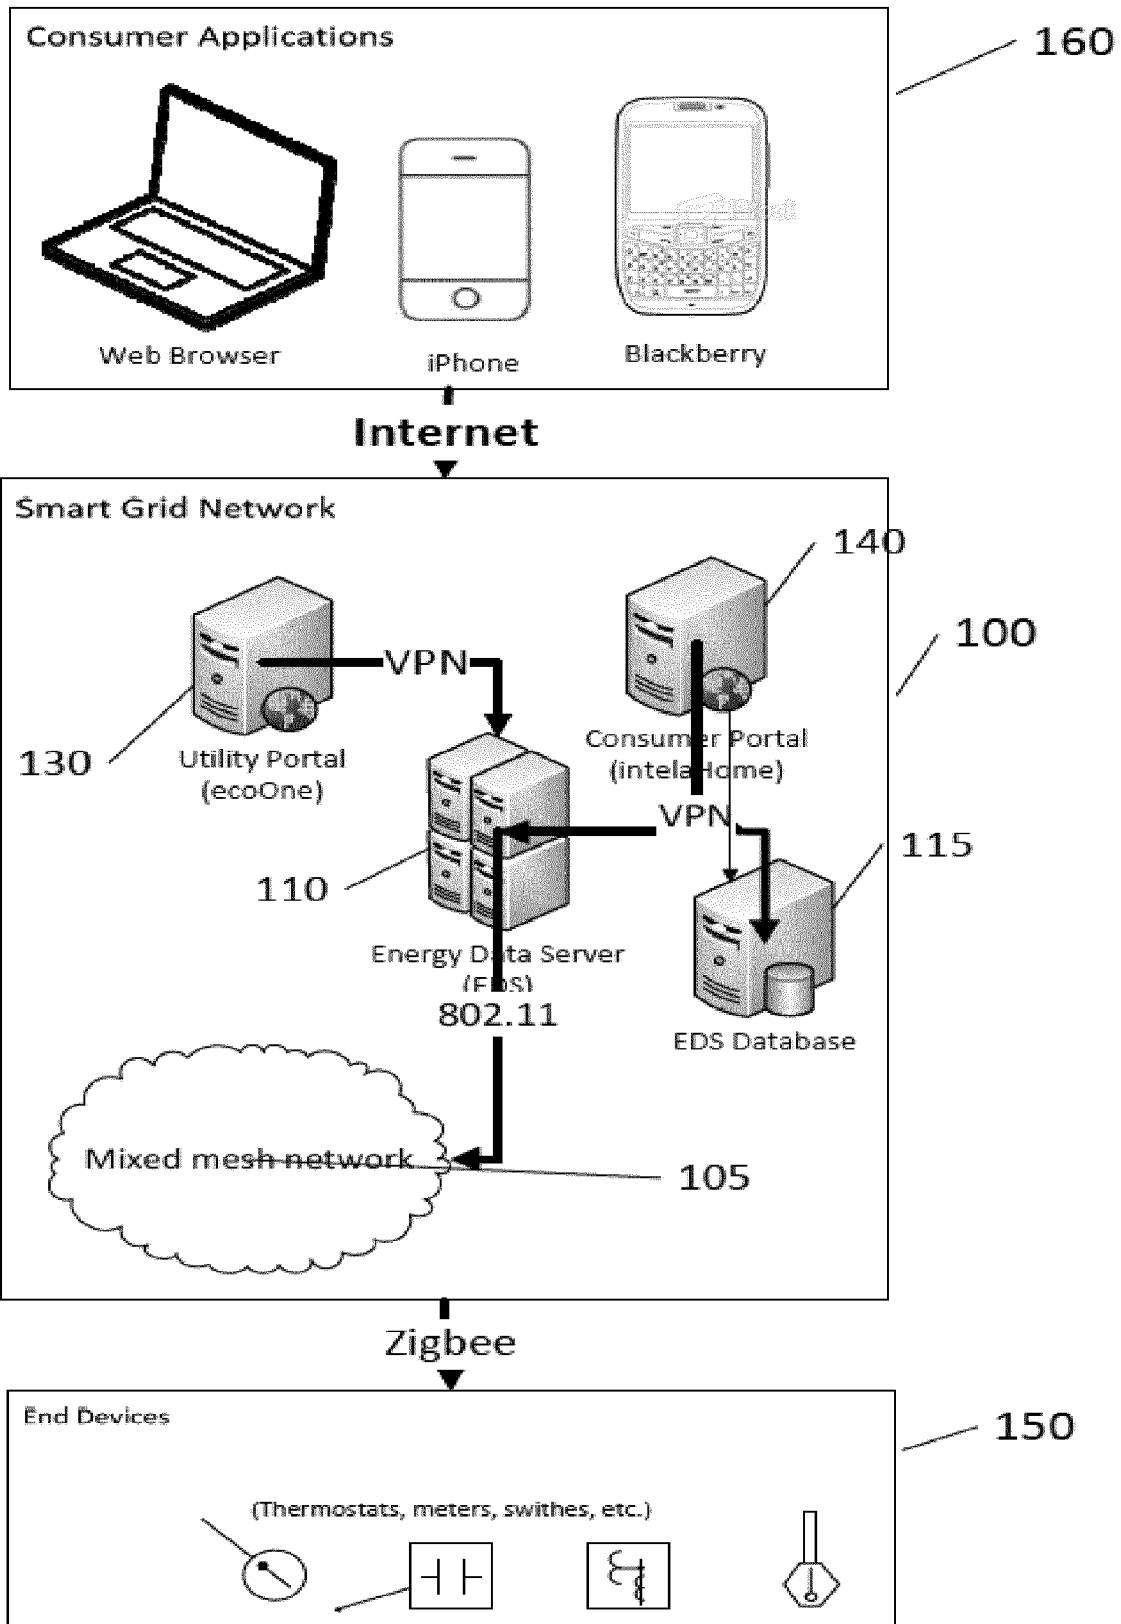 Consumer Applications
160
Web Browser
iPhone
Blackberry
Internet
Smart Grid Network
140
100
VPN
130
Utility Portal
(ecoOne)
Consumer Portal
(intelaHome)
VPN
115
110
Energy Data Server
(EDS)
802.11
EDS Database
Mixed mesh network
105
Zigbee
End Devices
150
(Thermostats, meters, swithes, etc.)